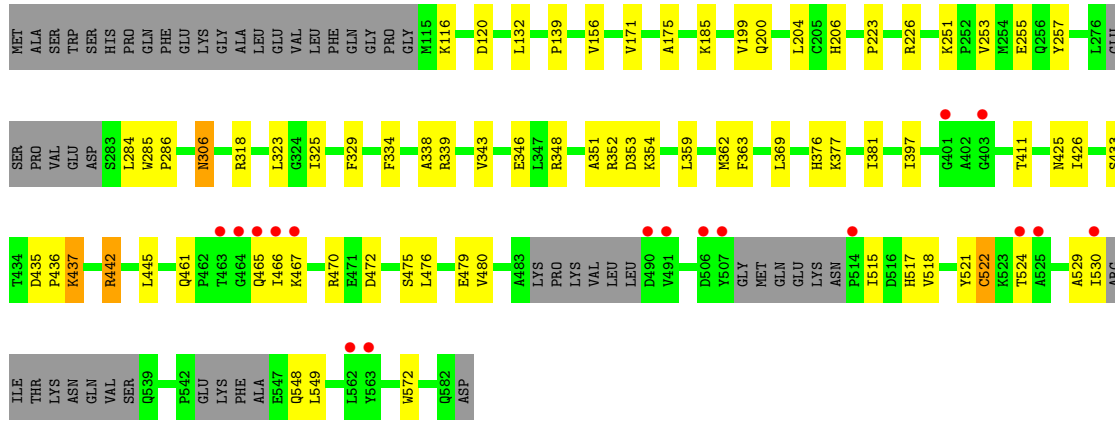 MET ALA SER TRP SER HIS PRO GLN PHE GLU LYS GLY ALA LEU GLU VAL LEU PHE GLN GLY PRO GLY M115 K116 D120 L132 P139 V156 V171 A175 K185 V199 Q200 L204 C205 H206 P223 R226 K251 P252 V253 M254 E255 Q256 Y257 L276 GLU
SER PRO VAL GLU ASP S283 L284 W285 P286 N306 R318 L323 G324 I325 F329 F334 A338 R339 V343 E346 L347 R348 A351 R352 D353 K354 L359 M362 F363 L369 H376 K377 I381 I397 G401 A402 G403 T411 N425 I426 S433
T434 D435 P436 K437 R442 L445 Q461 P462 T463 G464 Q465 I466 K467 R470 E471 D472 S475 L476 E479 V480 A483 LYS PRO LYS VAL LEU LEU D490 V491 D506 Y507 GLY MET GLN GLU LYS ASN P514 I515 D516 H517 V518 Y521 C522 K523 T524 A525 A529 I530 ARG
ILE THR LYS ASN GLN VAL SER Q539 P542 GLU LYS PHE ALA E547 Q548 L549 L562 Y563 W572 Q582 ASP